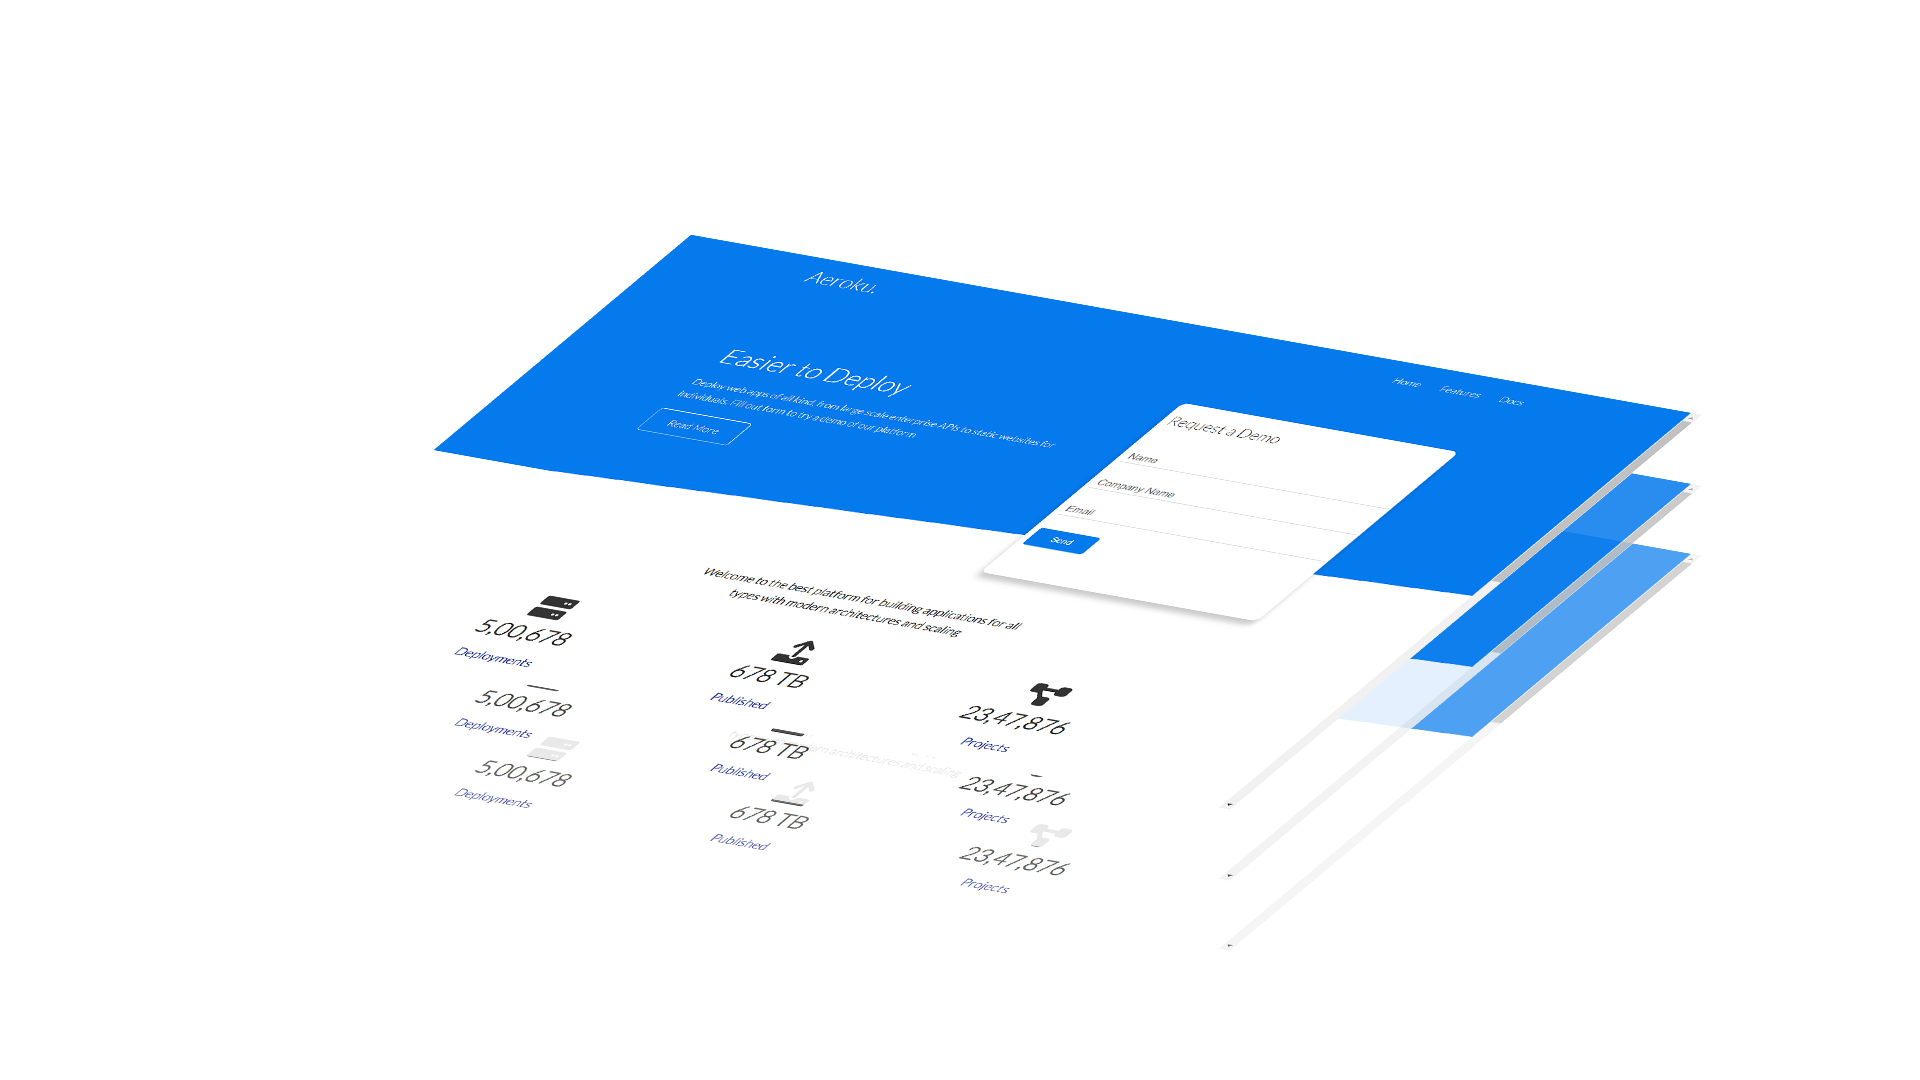 Aeroku.
Home Features Docs
Easier to Deploy
Deploy web apps of all kind, from large scale enterprise APIs to static websites for
individuals. Fill out form to try a demo of our platform
Read More
Request a Demo
Name
Company Name
Email
Send
Welcome to the best platform for building applications for all
types with modern architectures and scaling
5,00,678
Deployments
678 TB
Published
23,47,876
Projects
5,00,678
Deployments
678 TB
Published
23,47,876
Projects
architectures and scaling
5,00,678
Deployments
678 TB
Published
23,47,876
Projects